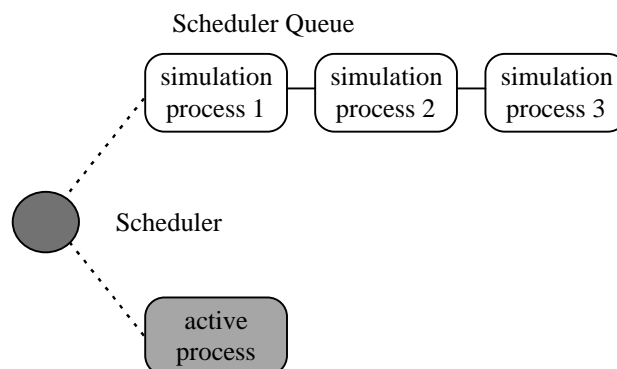 Scheduler Queue
simulation
process 1
simulation
process 2
simulation
process 3
Scheduler
active
process